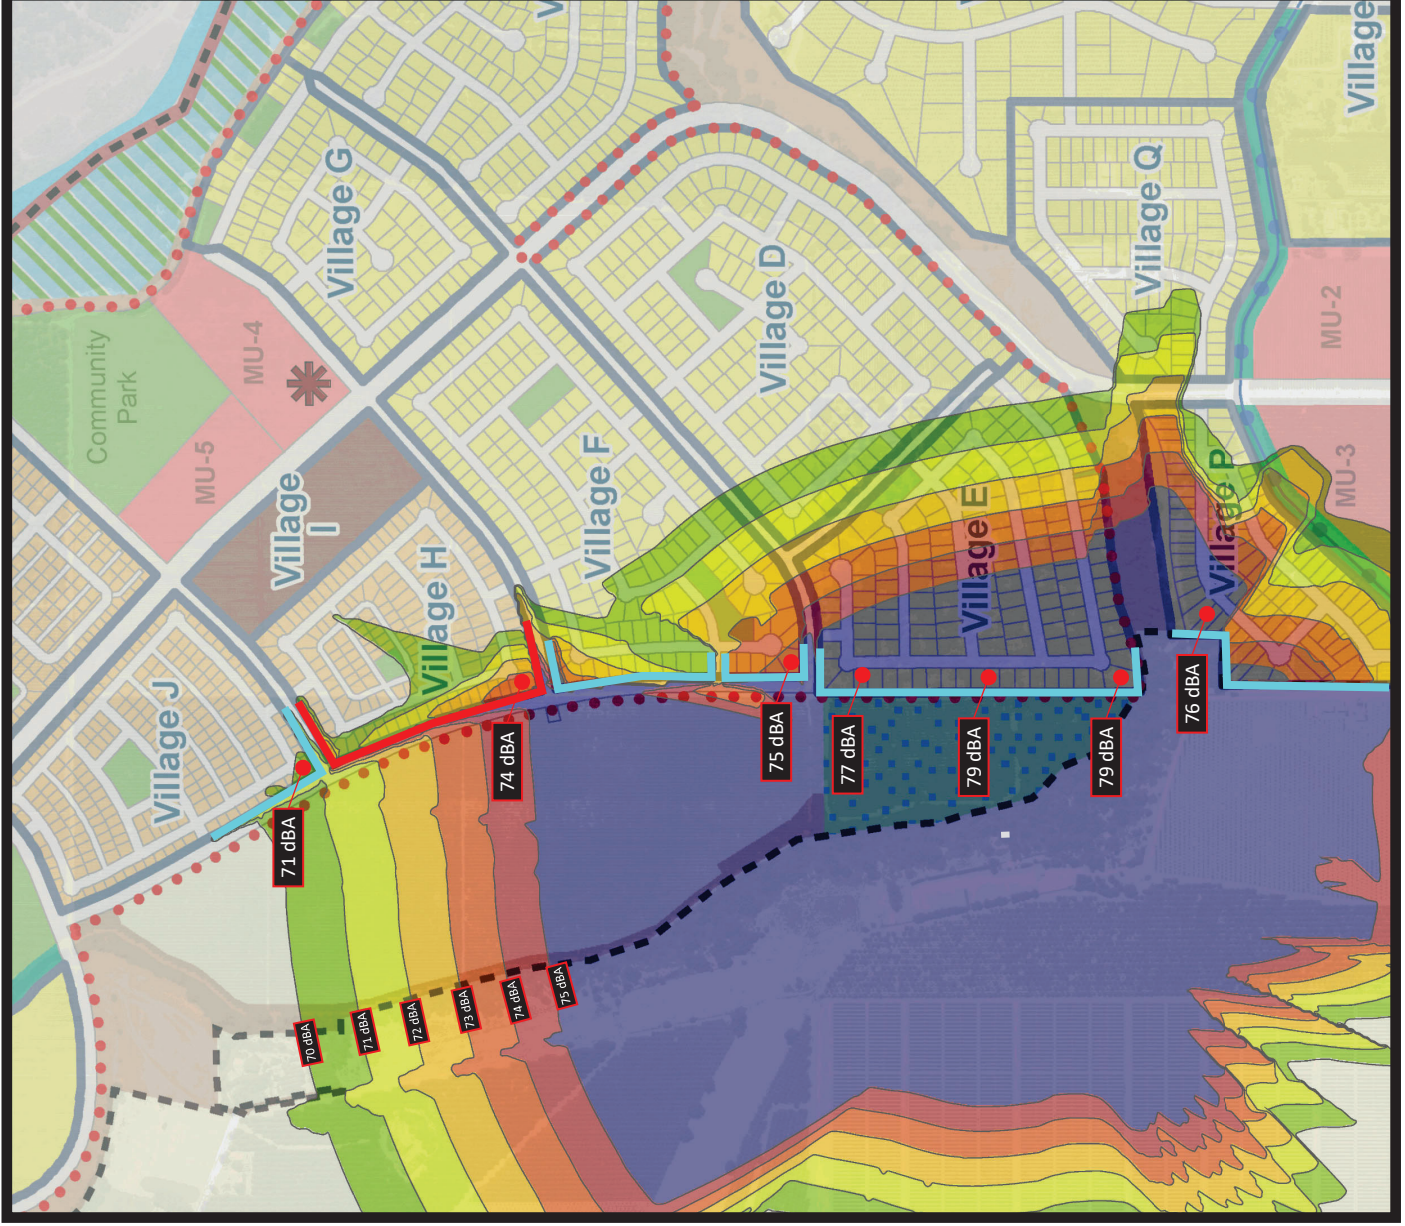 V
Village
Village G
Village D
Village Q
MU-2
MU-3
Community
Park
MU-4
MU-5
Village
I
Village H
Village F
Village E
Village P
Village J
71 dBA
74 dBA
75 dBA
77 dBA
79 dBA
79 dBA
76 dBA
70 dBA
71 dBA
72 dBA
73 dBA
74 dBA
75 dBA